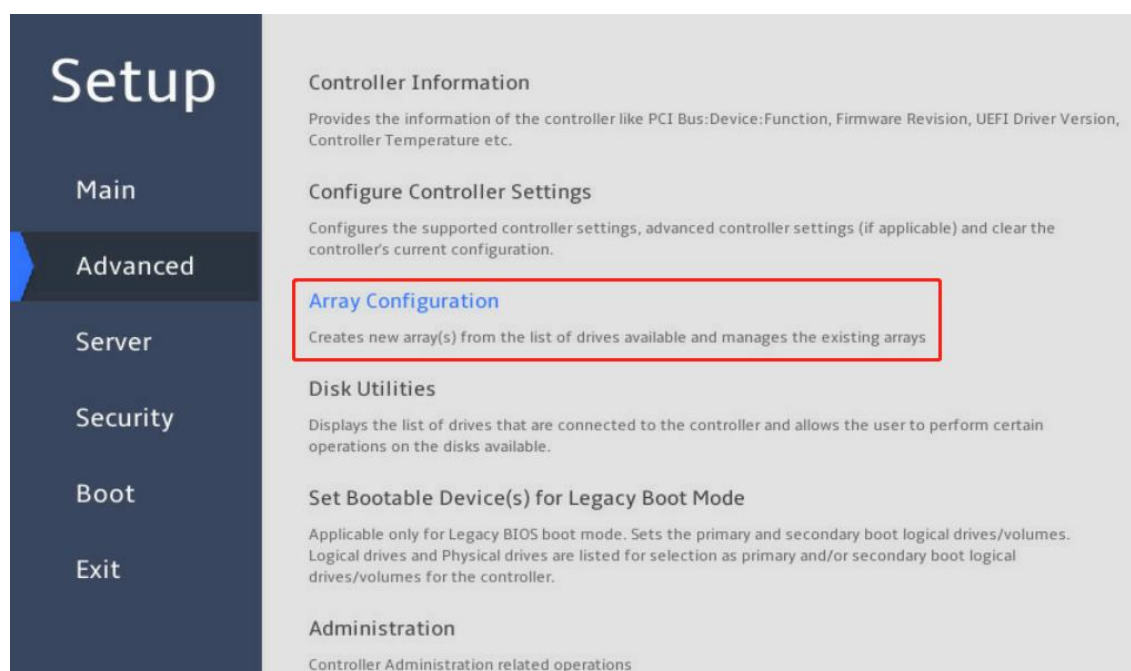 Setup
Main
Advanced
Server
Security
Boot
Exit
Controller Information
Provides the information of the controller like PCI Bus:Device:Function, Firmware Revision, UEFI Driver Version,
Controller Temperature etc.
Configure Controller Settings
Configures the supported controller settings, advanced controller settings (if applicable) and clear the
controller's current configuration.
Array Configuration
Creates new array(s) from the list of drives available and manages the existing arrays
Disk Utilities
Displays the list of drives that are connected to the controller and allows the user to perform certain
operations on the disks available.
Set Bootable Device(s) for Legacy Boot Mode
Applicable only for Legacy BIOS boot mode. Sets the primary and secondary boot logical drives/volumes.
Logical drives and Physical drives are listed for selection as primary and/or secondary boot logical
drives/volumes for the controller.
Administration
Controller Administration related operations